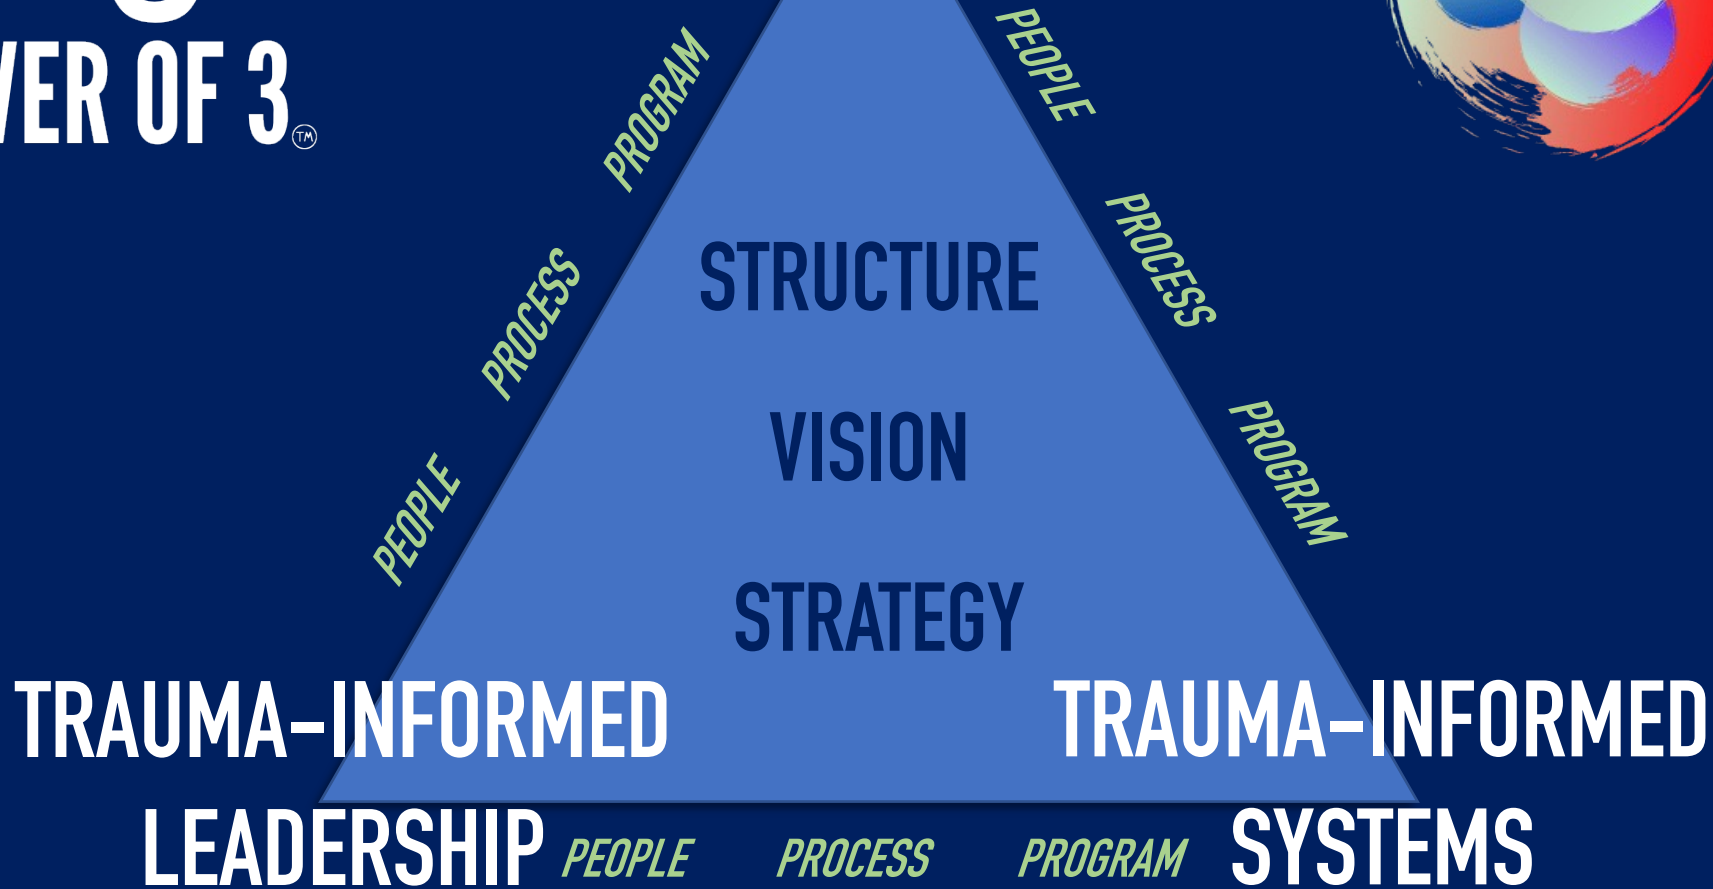 OF 3
TM
PROGRAM
PROCESS
PEOPLE
PEOPLE
PROCESS
PROGRAM
STRUCTURE
VISION
STRATEGY
TRAUMA-INFORMED
LEADERSHIP
TRAUMA-INFORMED
SYSTEMS
PEOPLE PROCESS PROGRAM